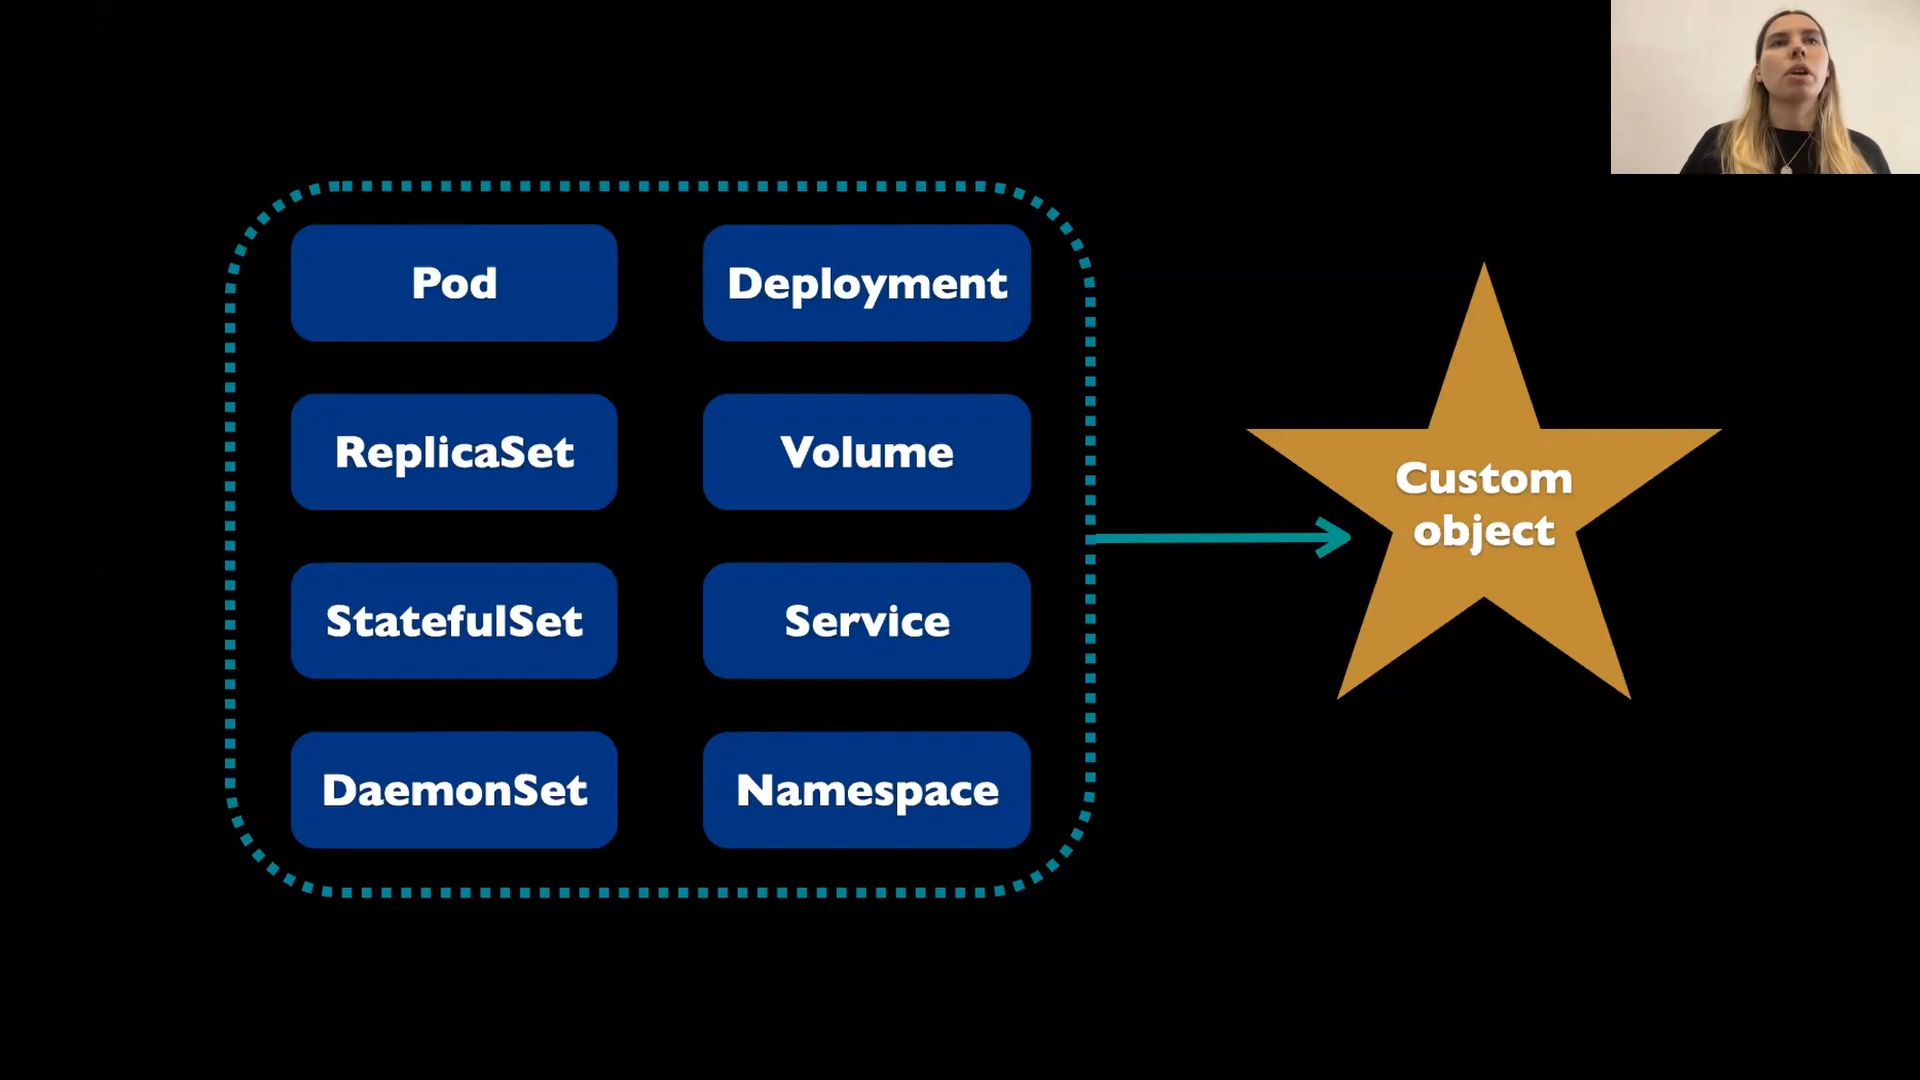 Pod
Deployment
ReplicaSet
Volume
StatefulSet
Service
DaemonSet
Namespace
Custom
object